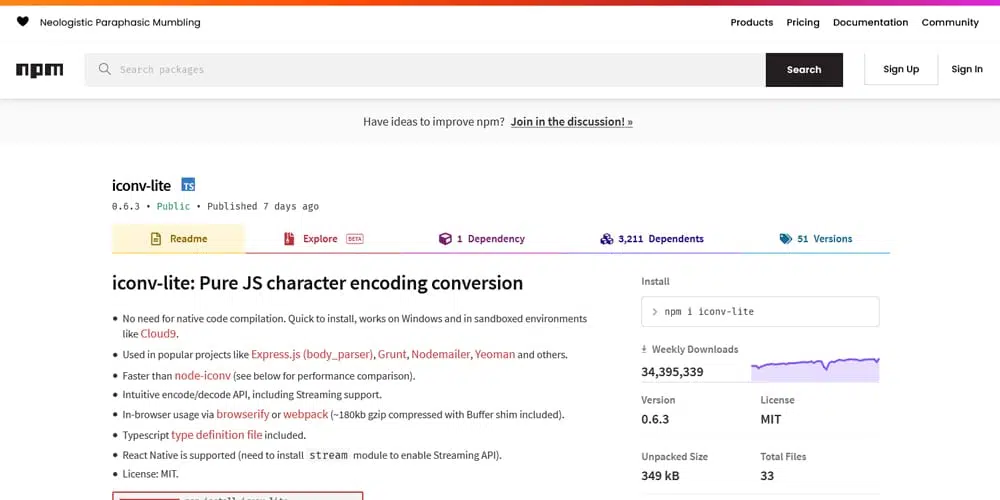 Neologistic Paraphasic Mumbling
Products Pricing Documentation Community
npm Search packages Search Sign Up Sign In
Have ideas to improve npm? Join in the discussion! »
iconv-lite TS
0.6.3 • Public • Published 7 days ago
Readme Explore BETA 1 Dependency 3,211 Dependents 51 Versions
iconv-lite: Pure JS character encoding conversion
• No need for native code compilation. Quick to install, works on Windows and in sandboxed environments
like Cloud9.
• Used in popular projects like Express.js (body_parser), Grunt, Nodemailer, Yeoman and others.
• Faster than node-iconv (see below for performance comparison).
• Intuitive encode/decode API, including Streaming support.
• In-browser usage via browserify or webpack (~180kb gzip compressed with Buffer shim included).
• Typescript type definition file included.
• React Native is supported (need to install stream module to enable Streaming API).
• License: MIT.
Install
npm i iconv-lite
Weekly Downloads
34,395,339
Version License
0.6.3 MIT
Unpacked Size Total Files
349 kB 33